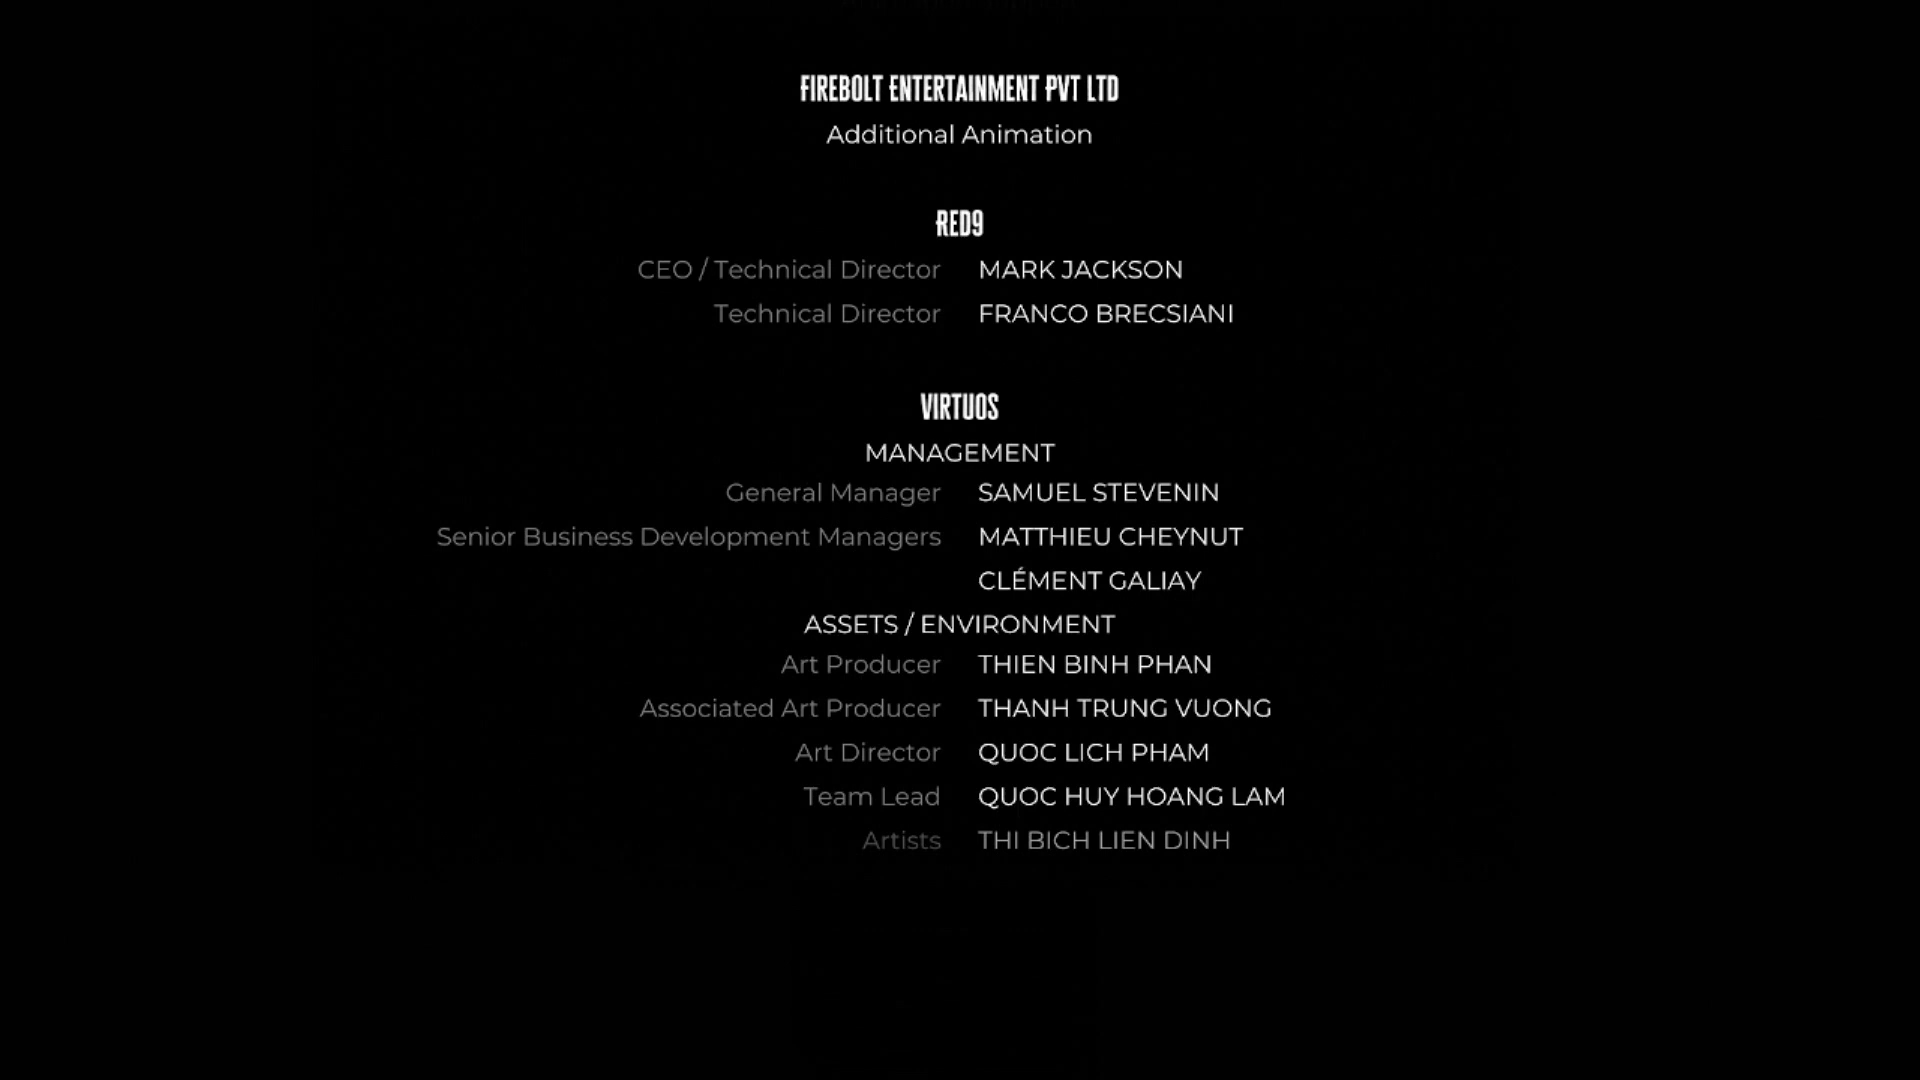 FIREBOLT ENTERTAINMENT PVT LTD
Additional Animation
RED9
CEO / Technical Director MARK JACKSON
Technical Director FRANCO BRECSIANI
VIRTUOS
MANAGEMENT
General Manager SAMUEL STEVENIN
Senior Business Development Managers MATTHIEU CHEYNUT
CLÉMENT GALIAY
ASSETS / ENVIRONMENT
Art Producer THIEN BINH PHAN
Associated Art Producer THANH TRUNG VUONG
Art Director QUOC LICH PHAM
Team Lead QUOC HUY HOANG LAM
Artists THI BICH LIEN DINH